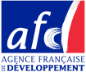 afd
AGENCE FRANÇAISE
DE DÉVELOPPEMENT